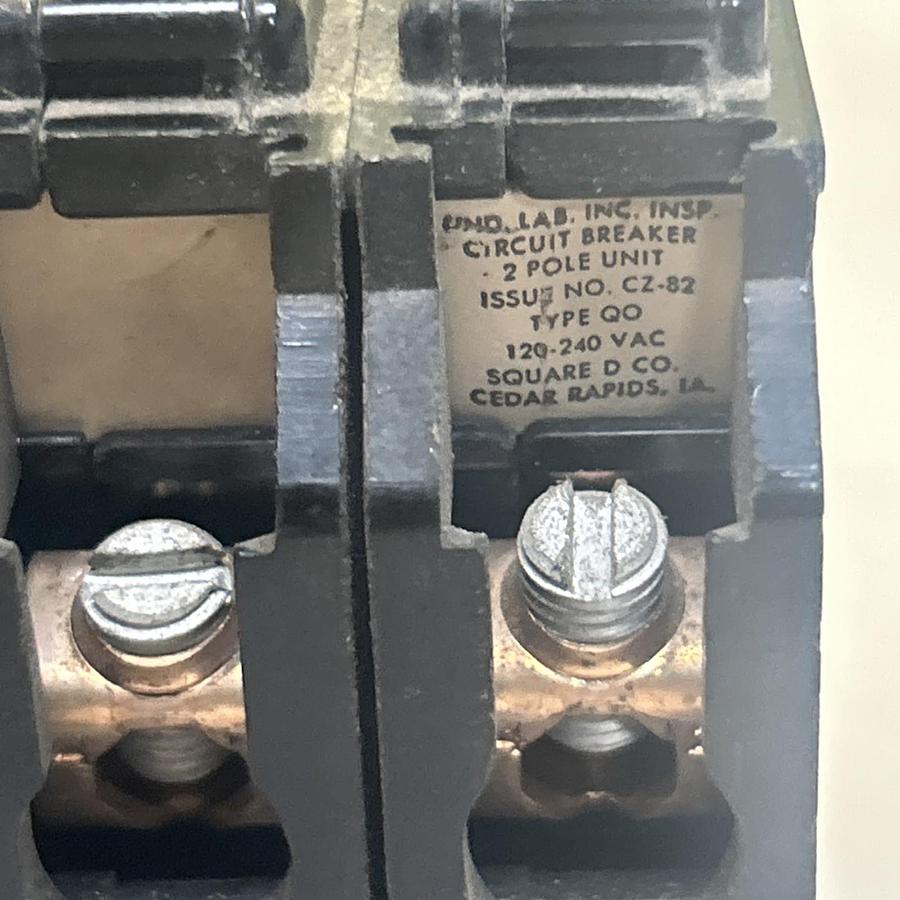 UND. LAB. INC. INSP.
CIRCUIT BREAKER
2 POLE UNIT
ISSUE NO. CZ-82
TYPE QO
120-240 VAC
SQUARE D CO.
CEDAR RAPIDS, IA.